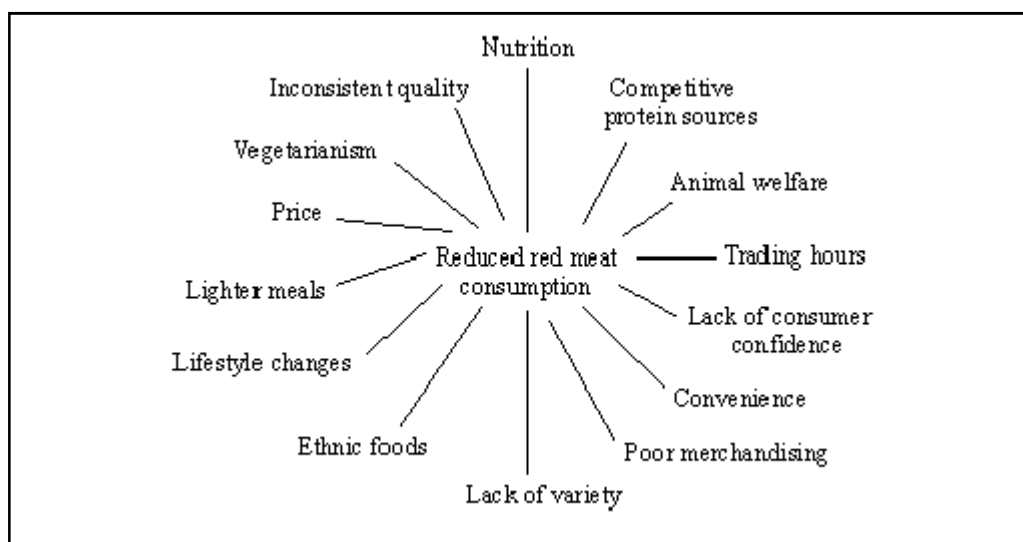 Nutrition
Inconsistent quality
Competitive
protein sources
Vegetarianism
Animal welfare
Price
Reduced red meat
consumption
Trading hours
Lighter meals
Lack of consumer
confidence
Lifestyle changes
Convenience
Ethnic foods
Poor merchandising
Lack of variety